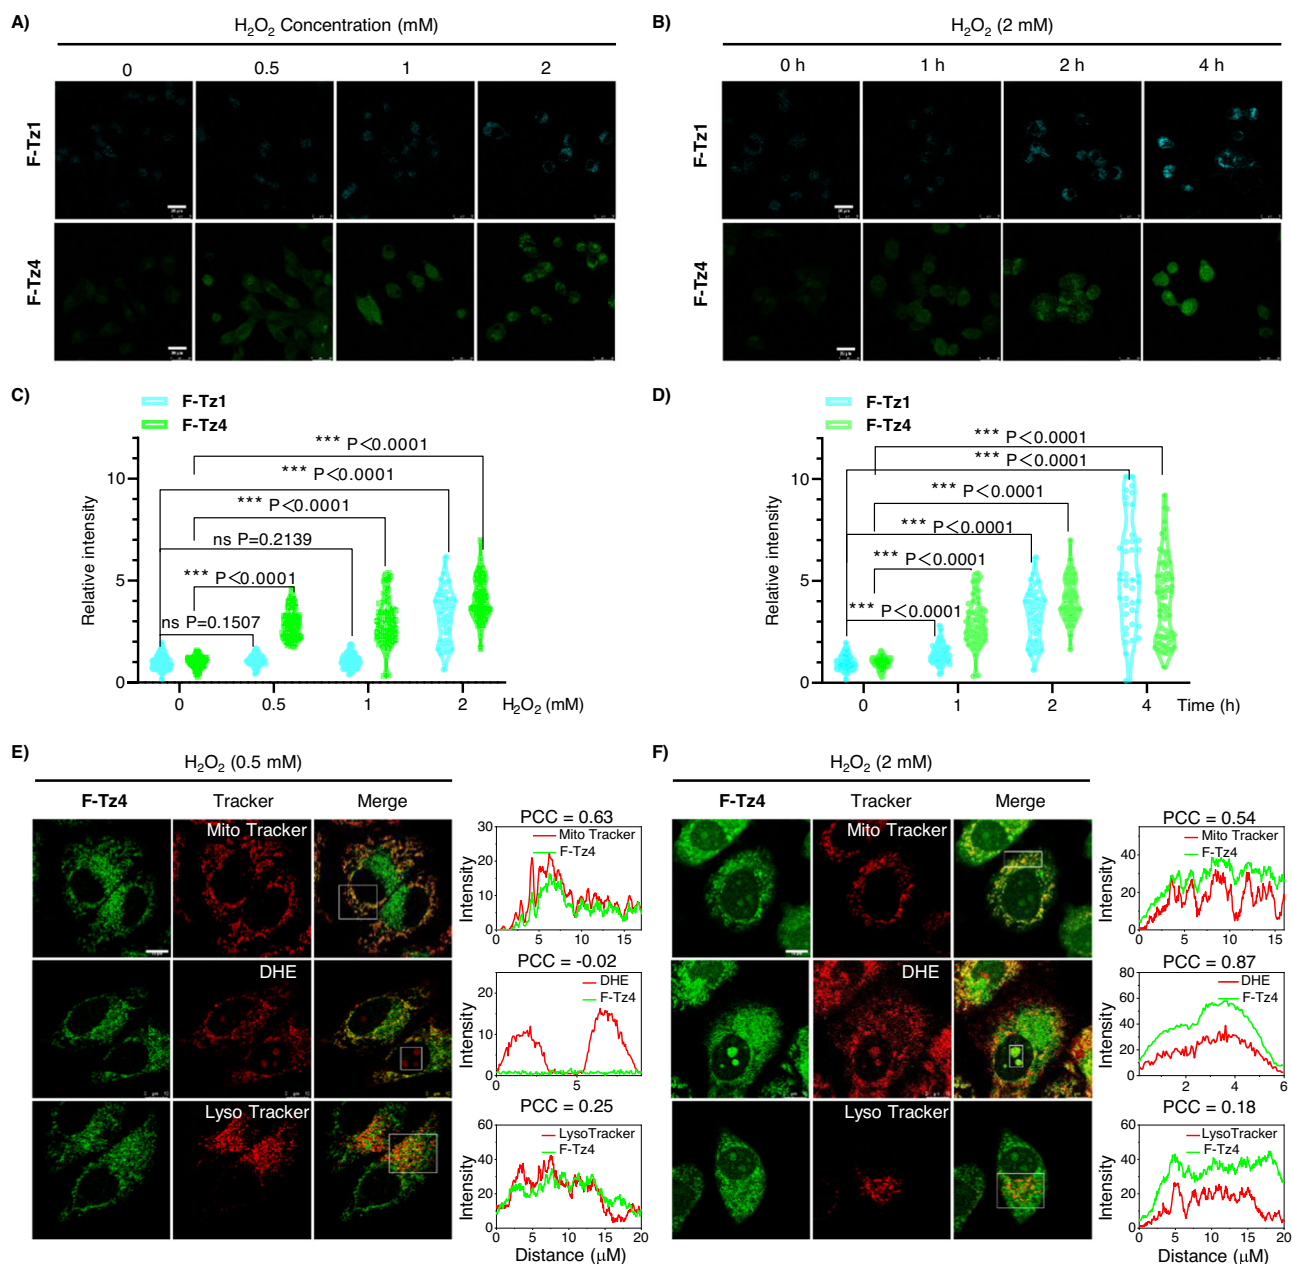 A)
H₂O₂ Concentration (mM)
0 0.5 1 2
F-Tz1
F-Tz4
B)
H₂O₂ (2 mM)
0 h 1 h 2 h 4 h
F-Tz1
F-Tz4
C)
F-Tz1
F-Tz4
*** P<0.0001
*** P<0.0001
*** P<0.0001
ns P=0.2139
*** P<0.0001
ns P=0.1507
Relative intensity
10
5
0
0 0.5 1 2 H₂O₂ (mM)
D)
F-Tz1
F-Tz4
*** P<0.0001
*** P<0.0001
*** P<0.0001
*** P<0.0001
*** P<0.0001
*** P<0.0001
Relative intensity
10
5
0
0 1 2 4 Time (h)
E)
H₂O₂ (0.5 mM)
F-Tz4 Tracker Merge
Mito Tracker
PCC = 0.63
Mito Tracker
F-Tz4
Intensity
30
20
10
0
0 5 10 15
DHE
PCC = -0.02
DHE
F-Tz4
Intensity
20
10
0
0 5
Lyso Tracker
PCC = 0.25
LysoTracker
F-Tz4
Intensity
60
40
20
0
0 5 10 15 20
Distance (μM)
F)
H₂O₂ (2 mM)
F-Tz4 Tracker Merge
Mito Tracker
PCC = 0.54
Mito Tracker
F-Tz4
Intensity
40
20
0
0 5 10 15
DHE
PCC = 0.87
DHE
F-Tz4
Intensity
80
60
40
20
0
2 4 6
Lyso Tracker
PCC = 0.18
LysoTracker
F-Tz4
Intensity
60
40
20
0
0 5 10 15 20
Distance (μM)